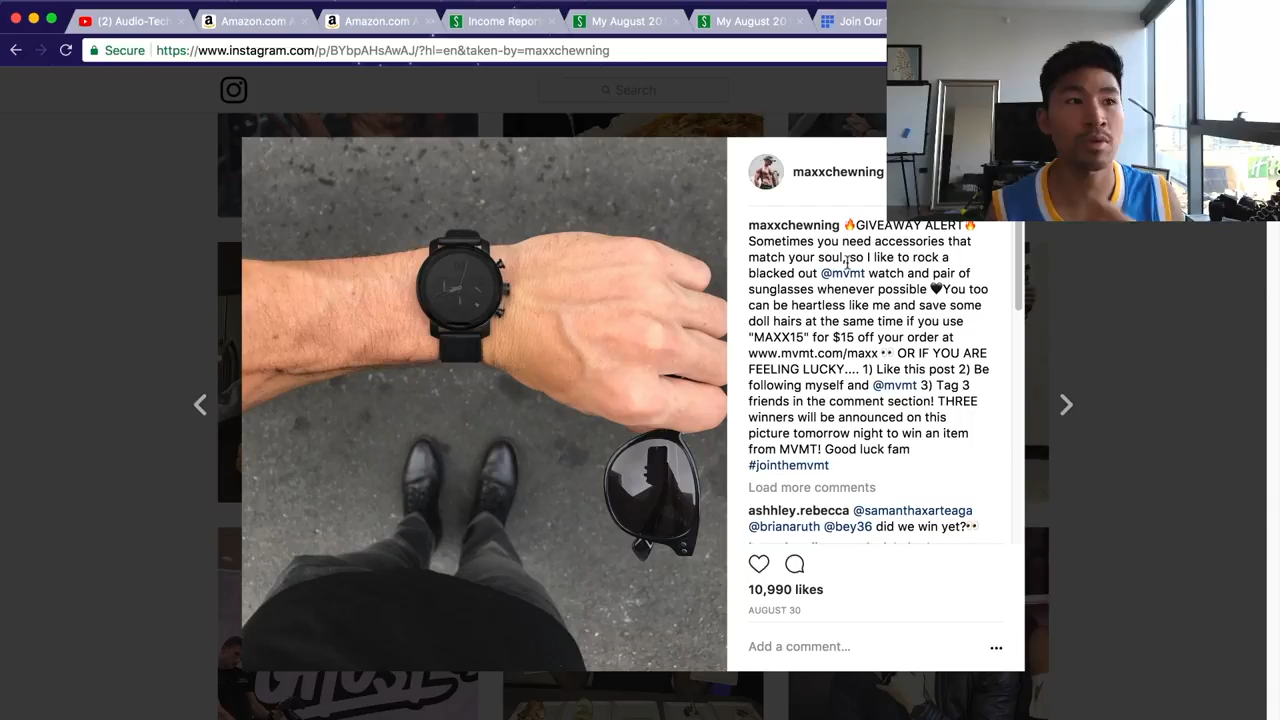 (2) Audio-Tech
Amazon.com A
Amazon.com A
Income Repor
My August 20
My August 20
Join Our
Secure
https://www.instagram.com/p/BYbpAHsAwAJ/?hl=en&taken-by=maxxchewning
Search
maxxchewning
maxxchewning 🔥GIVEAWAY ALERT🔥
Sometimes you need accessories that
match your soul, so I like to rock a
blacked out @mvmt watch and pair of
sunglasses whenever possible 🖤You too
can be heartless like me and save some
doll hairs at the same time if you use
"MAXX15" for $15 off your order at
www.mvmt.com/maxx 👀 OR IF YOU ARE
FEELING LUCKY.... 1) Like this post 2) Be
following myself and @mvmt 3) Tag 3
friends in the comment section! THREE
winners will be announced on this
picture tomorrow night to win an item
from MVMT! Good luck fam
#jointhemvmt
Load more comments
ashhley.rebecca @samanthaxarteaga
@brianaruth @bey36 did we win yet?👀
10,990 likes
AUGUST 30
Add a comment...
GHOST